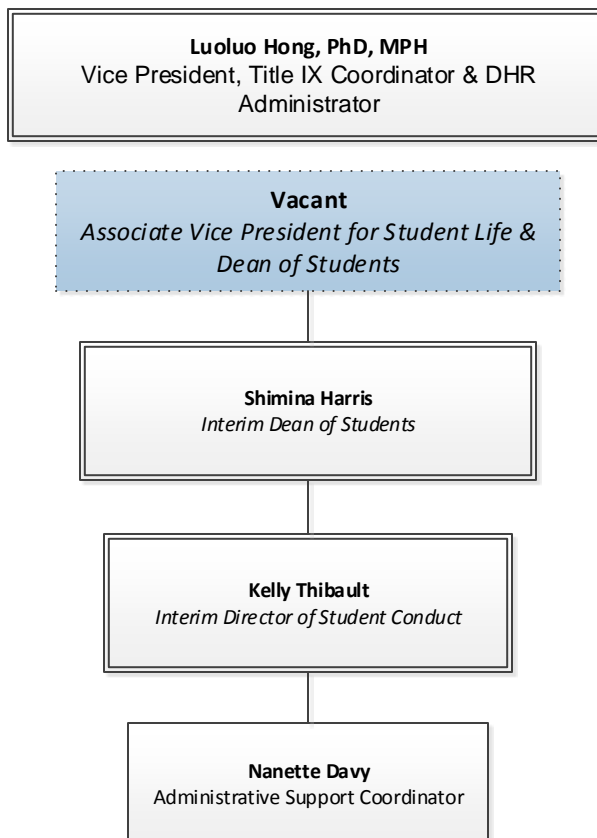 Luoluo Hong, PhD, MPH
Vice President, Title IX Coordinator & DHR
Administrator
Vacant
Associate Vice President for Student Life &
Dean of Students
Shimina Harris
Interim Dean of Students
Kelly Thibault
Interim Director of Student Conduct
Nanette Davy
Administrative Support Coordinator